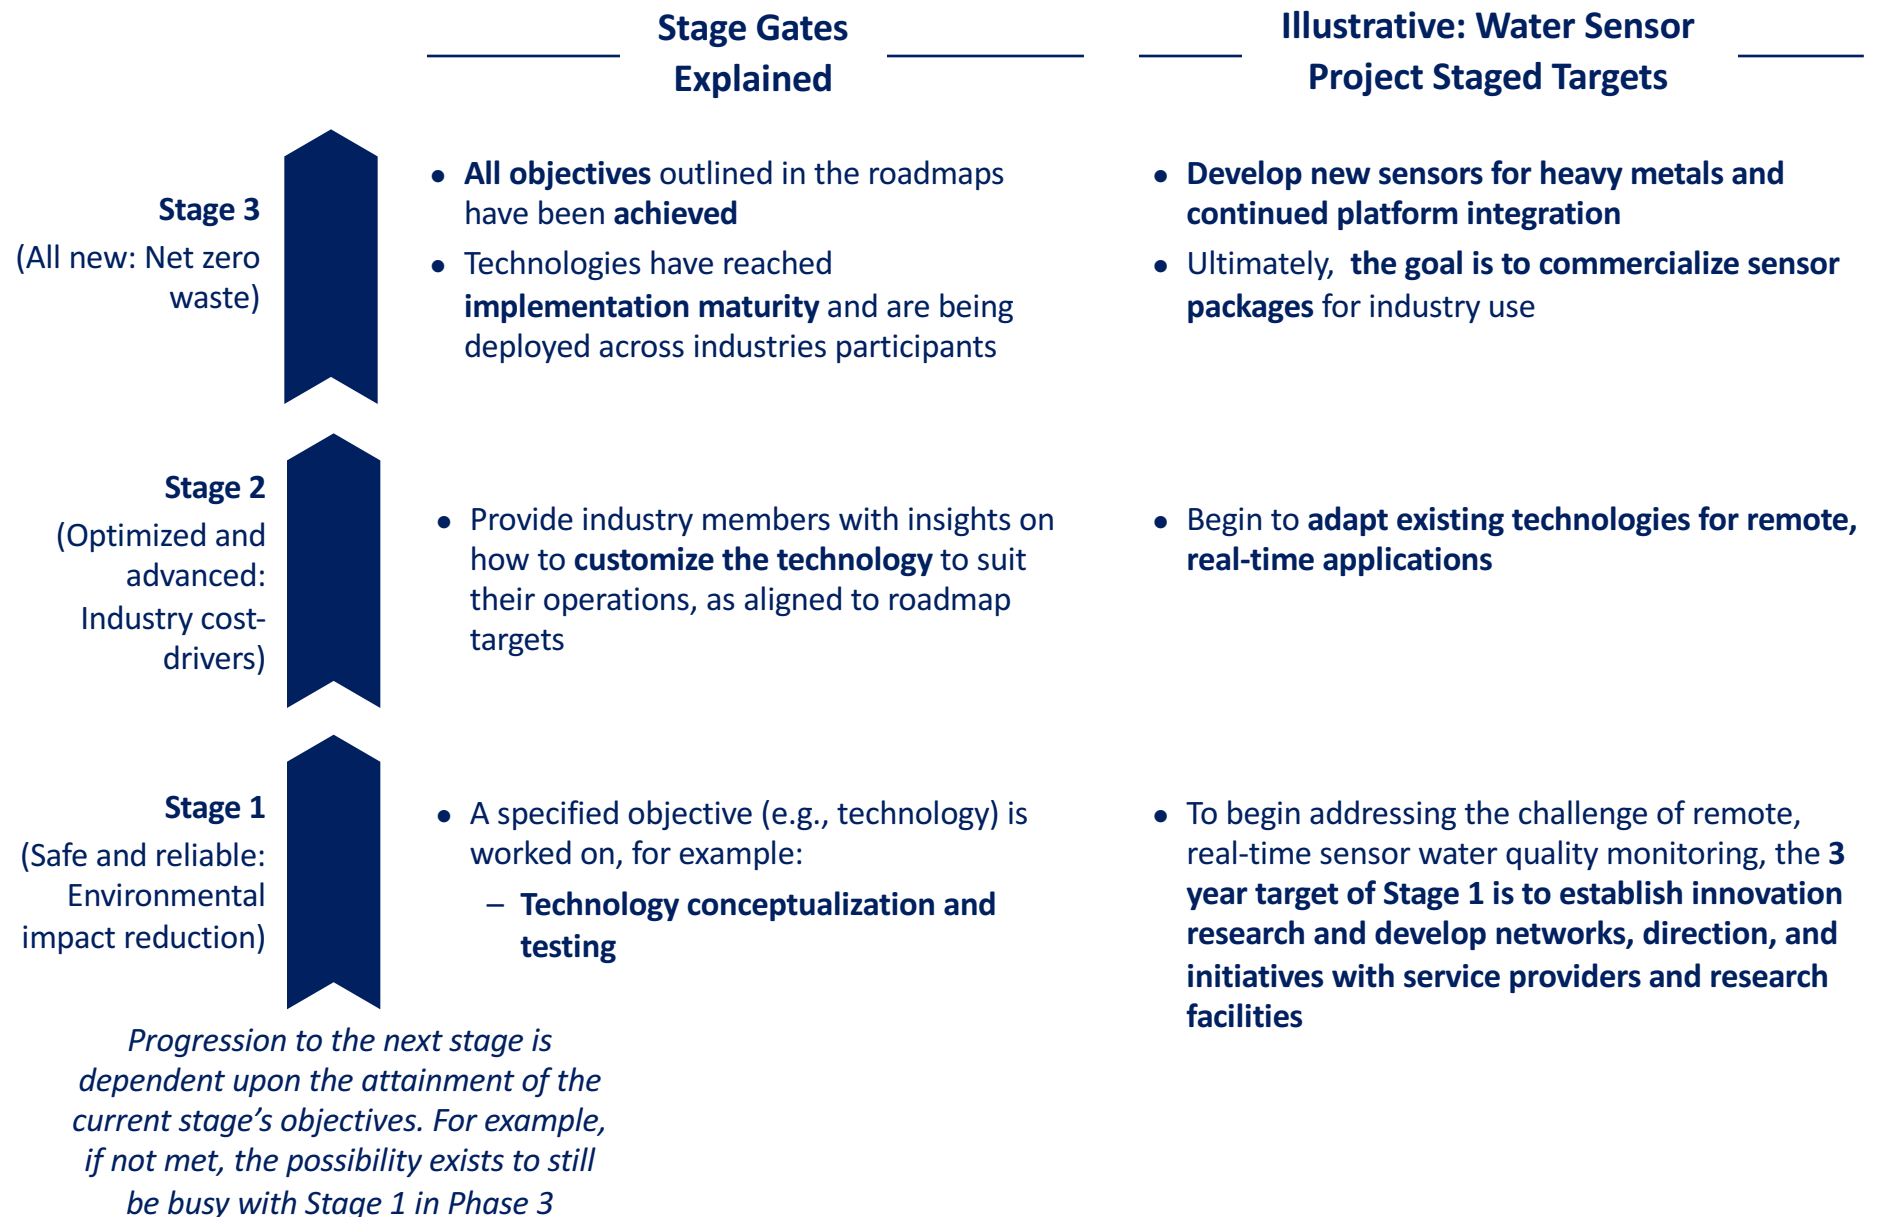 Stage Gates
Explained
Illustrative: Water Sensor
Project Staged Targets
Stage 3
(All new: Net zero
waste)
● All objectives outlined in the roadmaps
have been achieved
● Technologies have reached
implementation maturity and are being
deployed across industries participants
● Develop new sensors for heavy metals and
continued platform integration
● Ultimately, the goal is to commercialize sensor
packages for industry use
Stage 2
(Optimized and
advanced:
Industry cost-
drivers)
● Provide industry members with insights on
how to customize the technology to suit
their operations, as aligned to roadmap
targets
● Begin to adapt existing technologies for remote,
real-time applications
Stage 1
(Safe and reliable:
Environmental
impact reduction)
● A specified objective (e.g., technology) is
worked on, for example:
– Technology conceptualization and
testing
● To begin addressing the challenge of remote,
real-time sensor water quality monitoring, the 3
year target of Stage 1 is to establish innovation
research and develop networks, direction, and
initiatives with service providers and research
facilities
Progression to the next stage is
dependent upon the attainment of the
current stage’s objectives. For example,
if not met, the possibility exists to still
be busy with Stage 1 in Phase 3